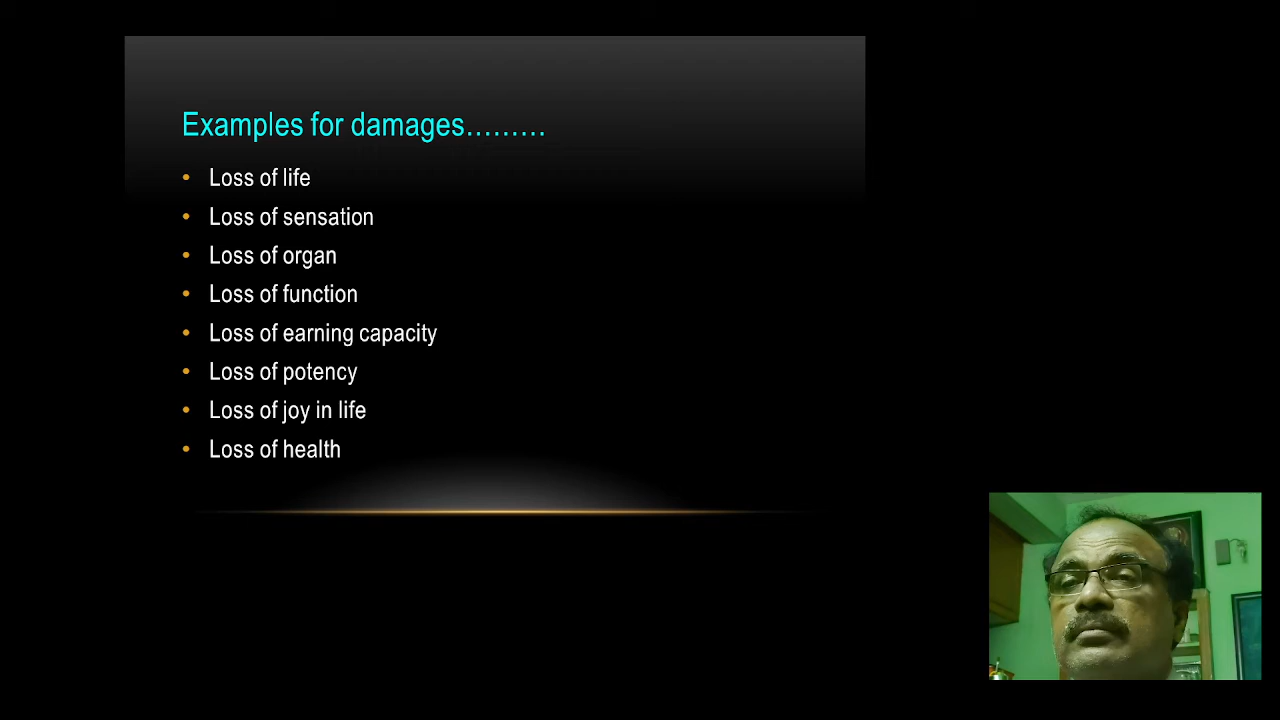 Examples for damages.........
• Loss of life
• Loss of sensation
• Loss of organ
• Loss of function
• Loss of earning capacity
• Loss of potency
• Loss of joy in life
• Loss of health